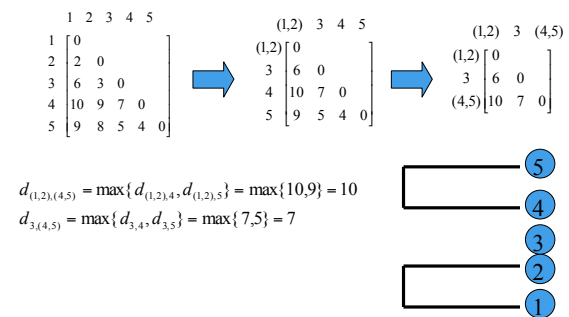 1 2 3 4 5
1 0
2 2 0
3 6 3 0
4 10 9 7 0
5 9 8 5 4 0
(1,2) 3 4 5
(1,2) 0
3 6 0
4 10 7 0
5 9 5 4 0
(1,2) 3 (4,5)
(1,2) 0
3 6 0
(4,5) 10 7 0
d(1,2),(4,5) = max{d(1,2),4, d(1,2),5} = max{10,9} = 10
d3,(4,5) = max{d3,4, d3,5} = max{7,5} = 7
5
4
3
2
1